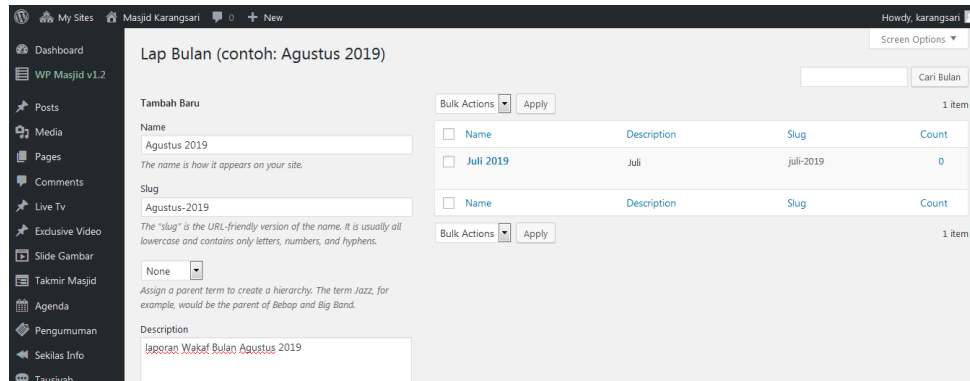 My Sites Masjid Karangsari 0 + New Howdy, karangsari
Screen Options ▼
Dashboard
WP Masjid v1.2
Posts
Media
Pages
Comments
Live Tv
Exclusive Video
Slide Gambar
Takmir Masjid
Agenda
Pengumuman
Sekilas Info
Tausiyah
Lap Bulan (contoh: Agustus 2019)
Cari Bulan
Tambah Baru
Name
Agustus 2019
The name is how it appears on your site.
Slug
Agustus-2019
The "slug" is the URL-friendly version of the name. It is usually all
lowercase and contains only letters, numbers, and hyphens.
None
Assign a parent term to create a hierarchy. The term Jazz, for
example, would be the parent of Bebop and Big Band.
Description
laporan Wakaf Bulan Agustus 2019
Bulk Actions Apply 1 item
Name Description Slug Count
Juli 2019 Juli juli-2019 0
Name Description Slug Count
Bulk Actions Apply 1 item